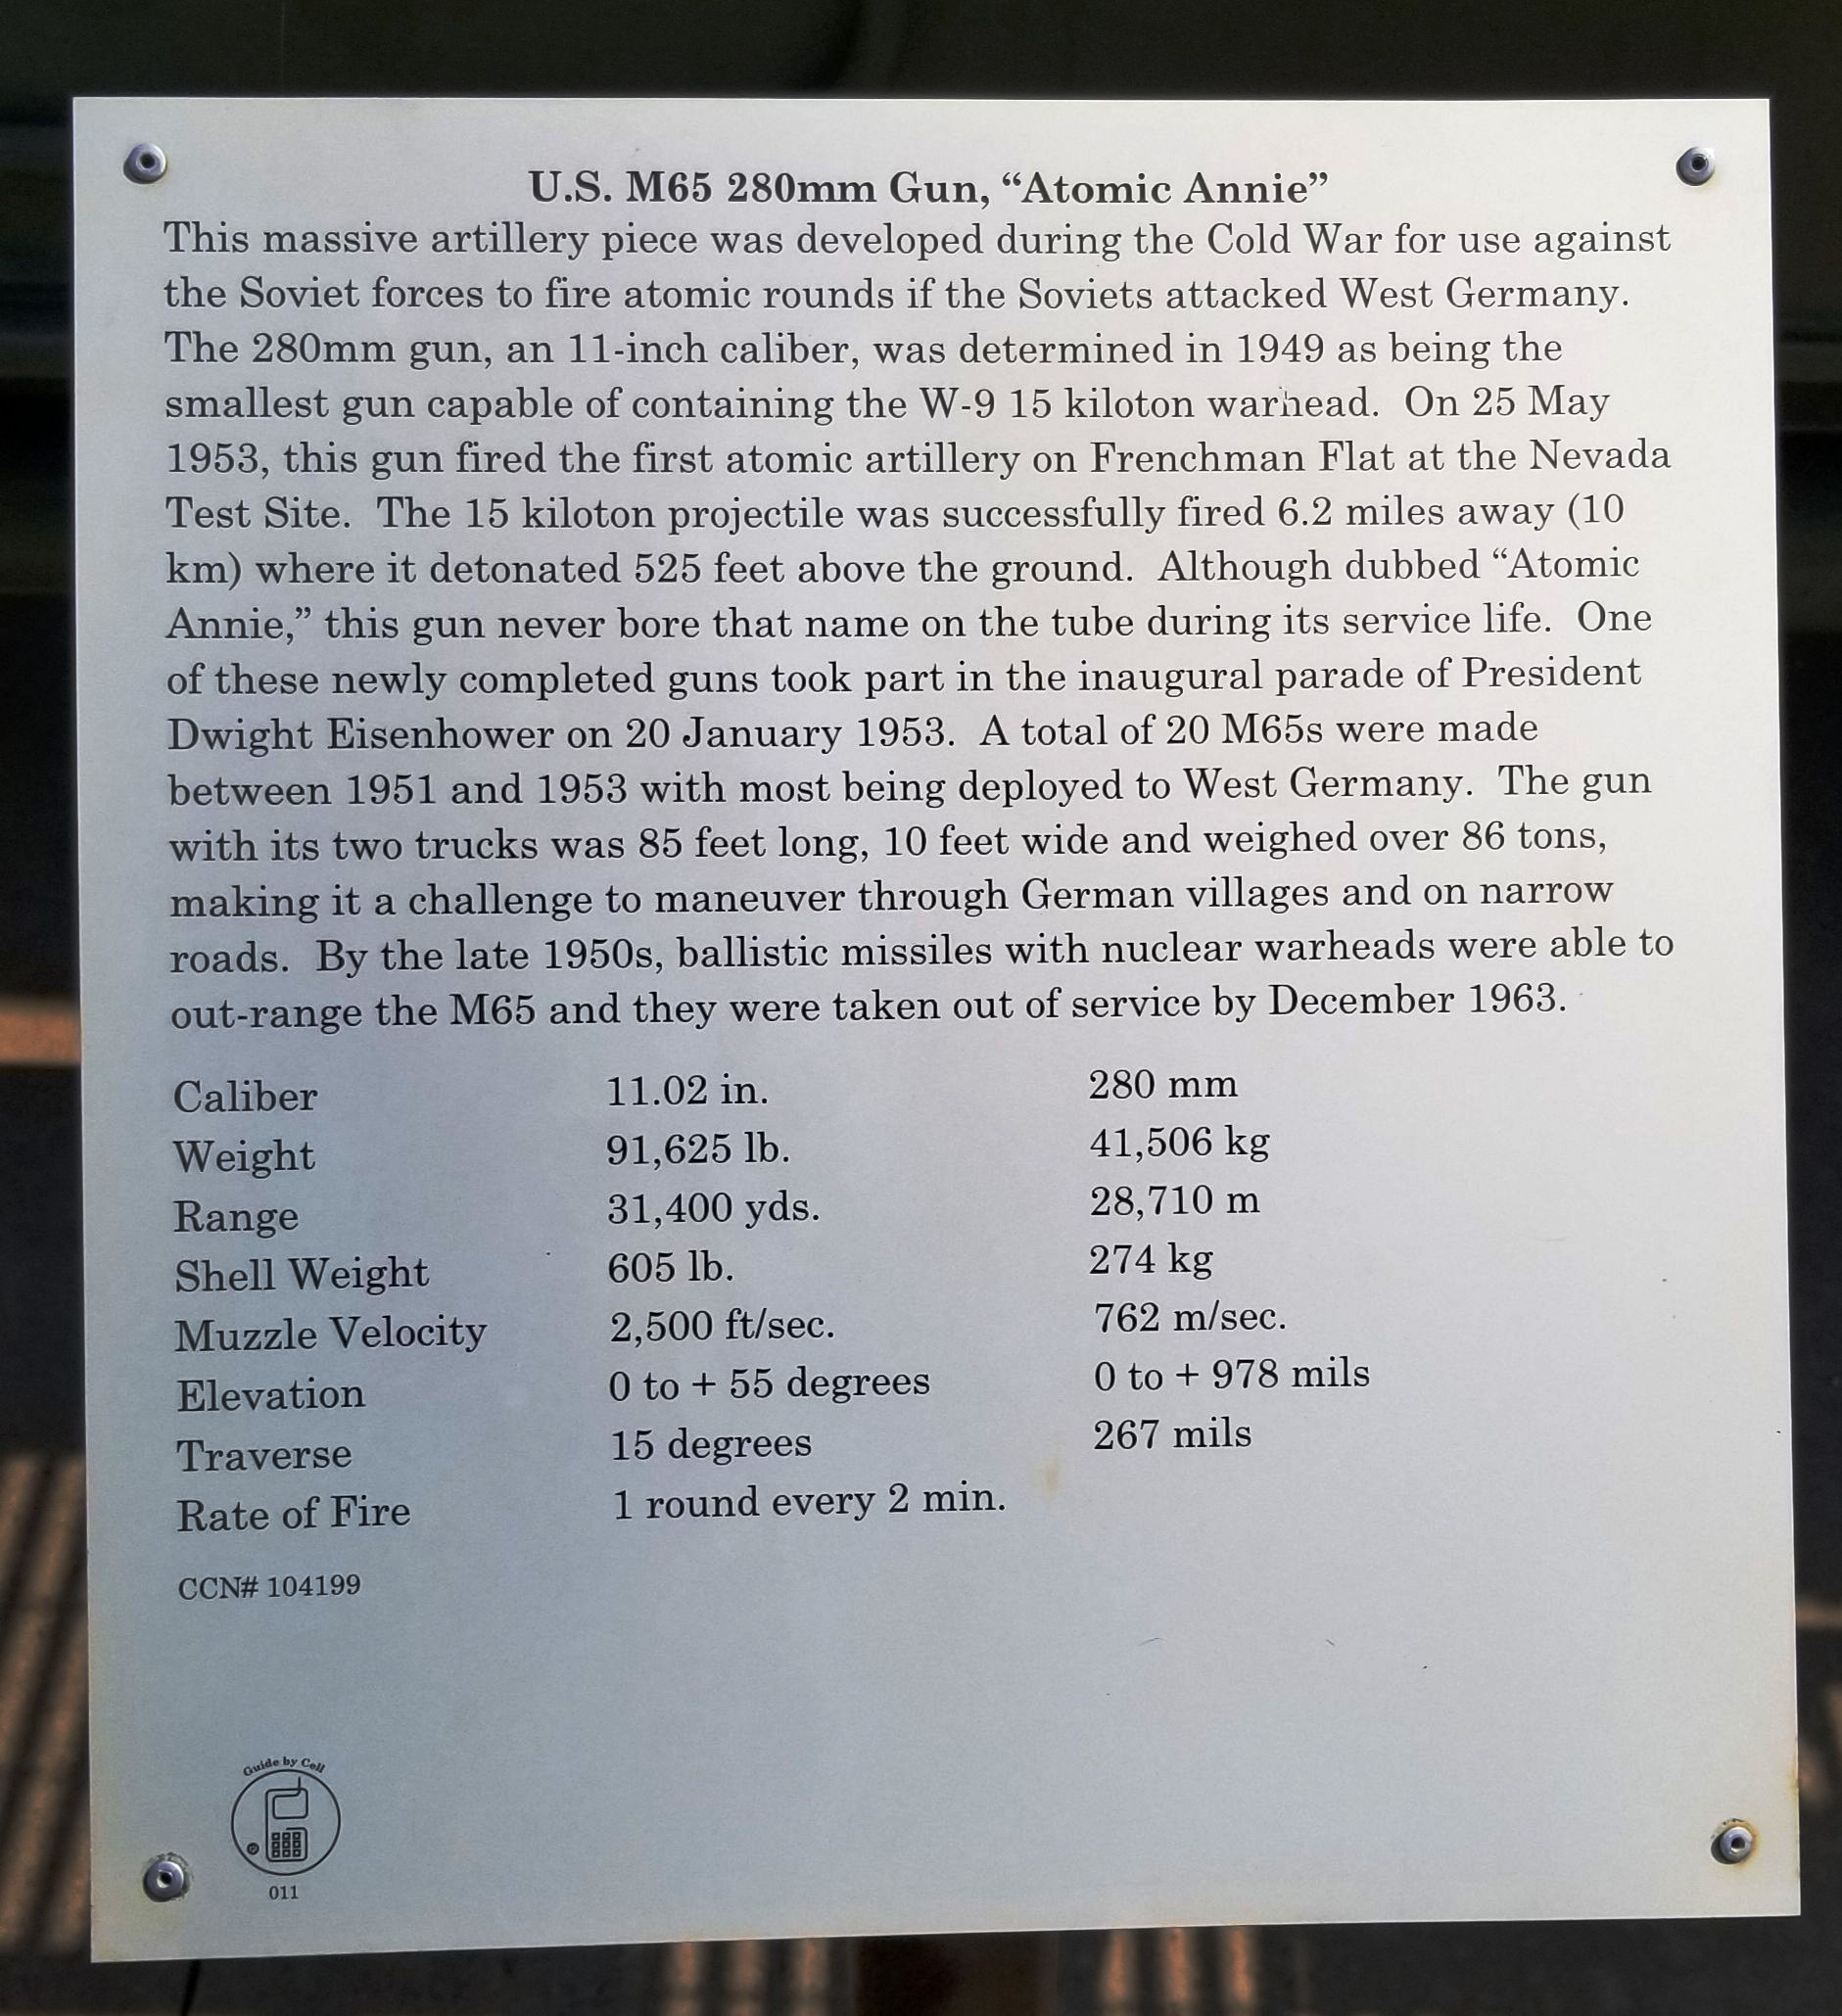 U.S. M65 280mm Gun, “Atomic Annie”
This massive artillery piece was developed during the Cold War for use against
the Soviet forces to fire atomic rounds if the Soviets attacked West Germany.
The 280mm gun, an 11-inch caliber, was determined in 1949 as being the
smallest gun capable of containing the W-9 15 kiloton warhead.  On 25 May
1953, this gun fired the first atomic artillery on Frenchman Flat at the Nevada
Test Site.  The 15 kiloton projectile was successfully fired 6.2 miles away (10
km) where it detonated 525 feet above the ground.  Although dubbed “Atomic
Annie,” this gun never bore that name on the tube during its service life.  One
of these newly completed guns took part in the inaugural parade of President
Dwight Eisenhower on 20 January 1953.  A total of 20 M65s were made
between 1951 and 1953 with most being deployed to West Germany.  The gun
with its two trucks was 85 feet long, 10 feet wide and weighed over 86 tons,
making it a challenge to maneuver through German villages and on narrow
roads.  By the late 1950s, ballistic missiles with nuclear warheads were able to
out-range the M65 and they were taken out of service by December 1963.
Caliber 11.02 in. 280 mm
Weight 91,625 lb. 41,506 kg
Range 31,400 yds. 28,710 m
Shell Weight 605 lb. 274 kg
Muzzle Velocity 2,500 ft/sec. 762 m/sec.
Elevation 0 to + 55 degrees 0 to + 978 mils
Traverse 15 degrees 267 mils
Rate of Fire 1 round every 2 min.
CCN# 104199
Guide by Cell
011